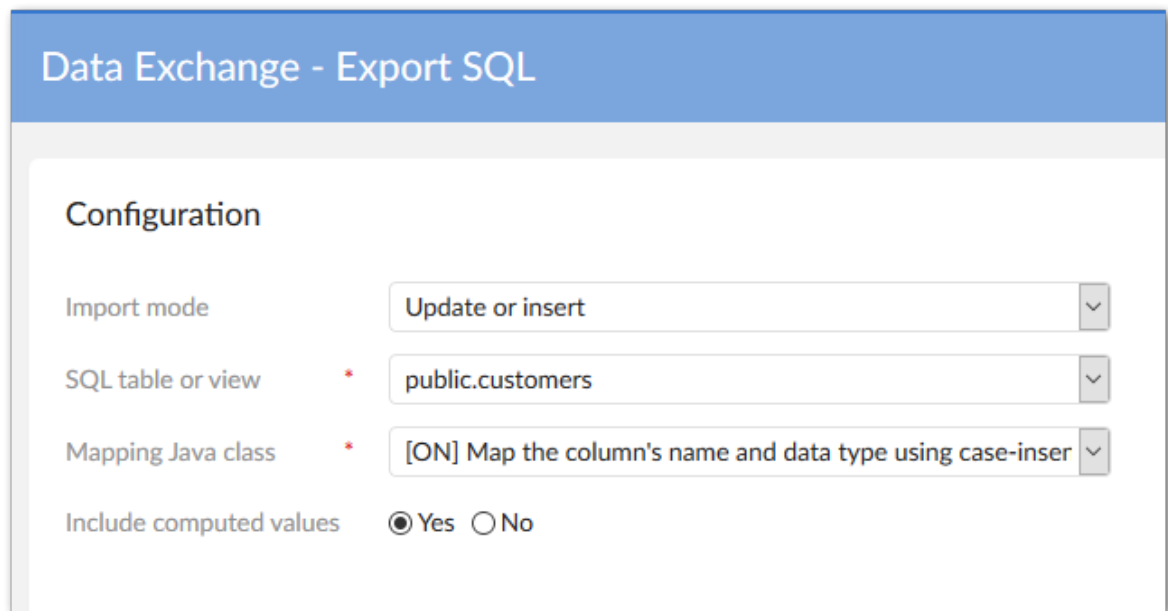 Data Exchange - Export SQL
Configuration
Import mode Update or insert
SQL table or view * public.customers
Mapping Java class * [ON] Map the column's name and data type using case-inser
Include computed values Yes No